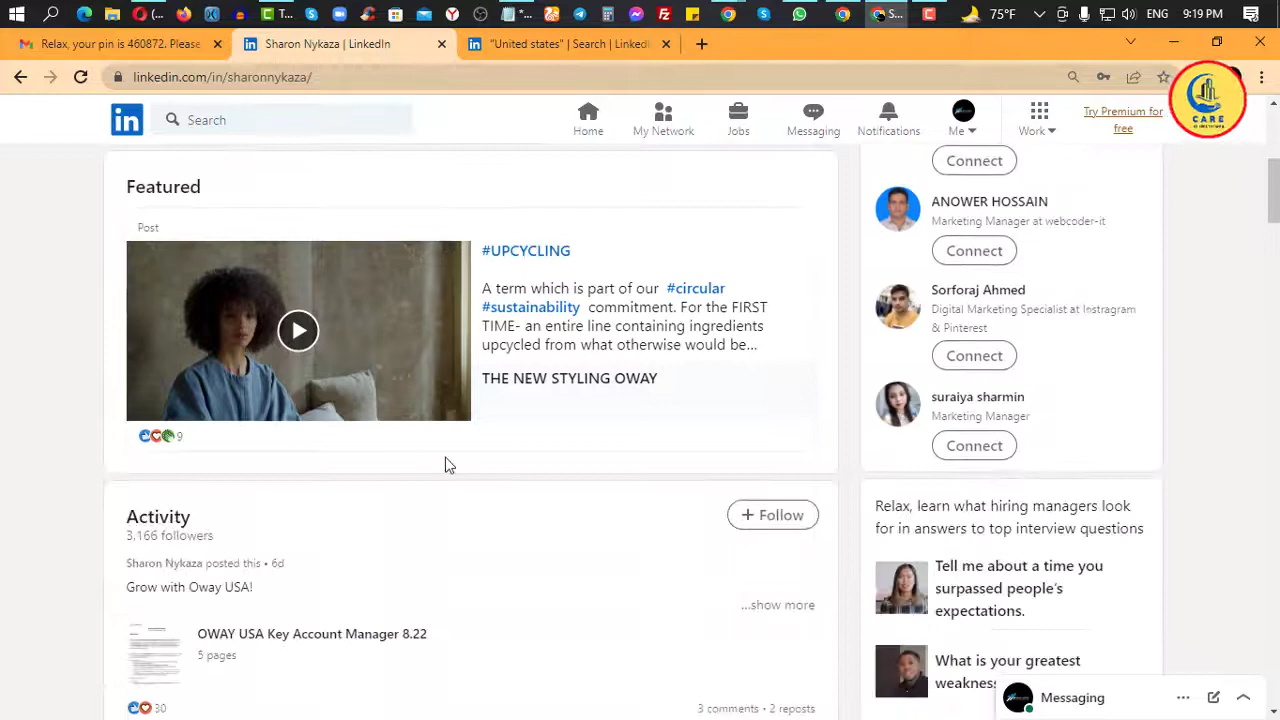 75°F
ENG
9:19 PM
Relax, your pin is 460872. Please
Sharon Nykaza | LinkedIn
"United states" | Search | Linked
linkedin.com/in/sharonnykaza/
in
Search
Home
My Network
Jobs
Messaging
Notifications
Me
Work
Try Premium for
free
CARE
Featured
Post
#UPCYCLING
A term which is part of our #circular
#sustainability commitment. For the FIRST
TIME- an entire line containing ingredients
upcycled from what otherwise would be...
THE NEW STYLING OWAY
9
Activity
3,166 followers
Follow
Sharon Nykaza posted this • 6d
Grow with Oway USA!
...show more
OWAY USA Key Account Manager 8.22
5 pages
30
3 comments • 2 reposts
Connect
ANOWER HOSSAIN
Marketing Manager at webcoder-it
Connect
Sorforaj Ahmed
Digital Marketing Specialist at Instragram
& Pinterest
Connect
suraiya sharmin
Marketing Manager
Connect
Relax, learn what hiring managers look
for in answers to top interview questions
Tell me about a time you
surpassed people's
expectations.
What is your greatest
weakness
Messaging